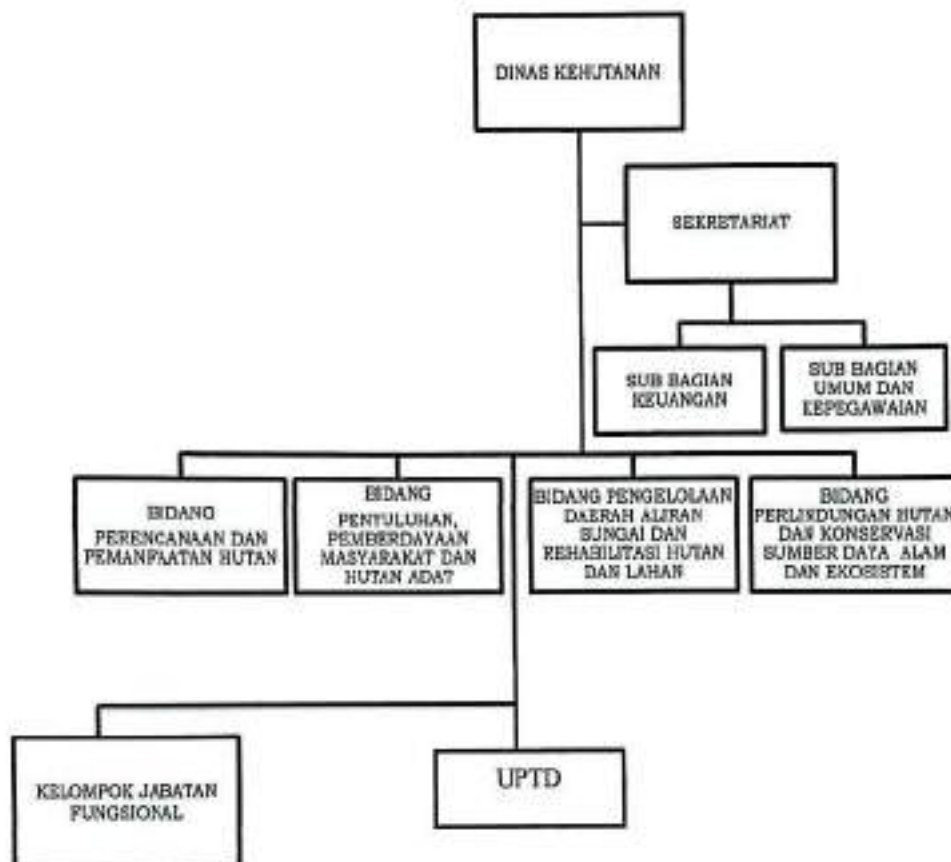 DINAS KEHUTANAN
SEKRETARIAT
SUB BAGIAN
KEUANGAN
SUB BAGIAN
UMUM DAN
KEPEGAWAIAN
BIDANG
PERENCANAAN DAN
PEMANFAATAN HUTAN
BIDANG
PENYULUHAN,
PEMBERDAYAAN
MASYARAKAT DAN
HUTAN ADAT
BIDANG PENGELOLAAN
DAERAH ALIRAN
SUNGAI DAN
REHABILITASI HUTAN
DAN LAHAN
BIDANG
PERLINDUNGAN HUTAN
DAN KONSERVASI
SUMBER DAYA ALAM
DAN EKOSISTEM
KELOMPOK JABATAN
FUNGSIONAL
UPTD